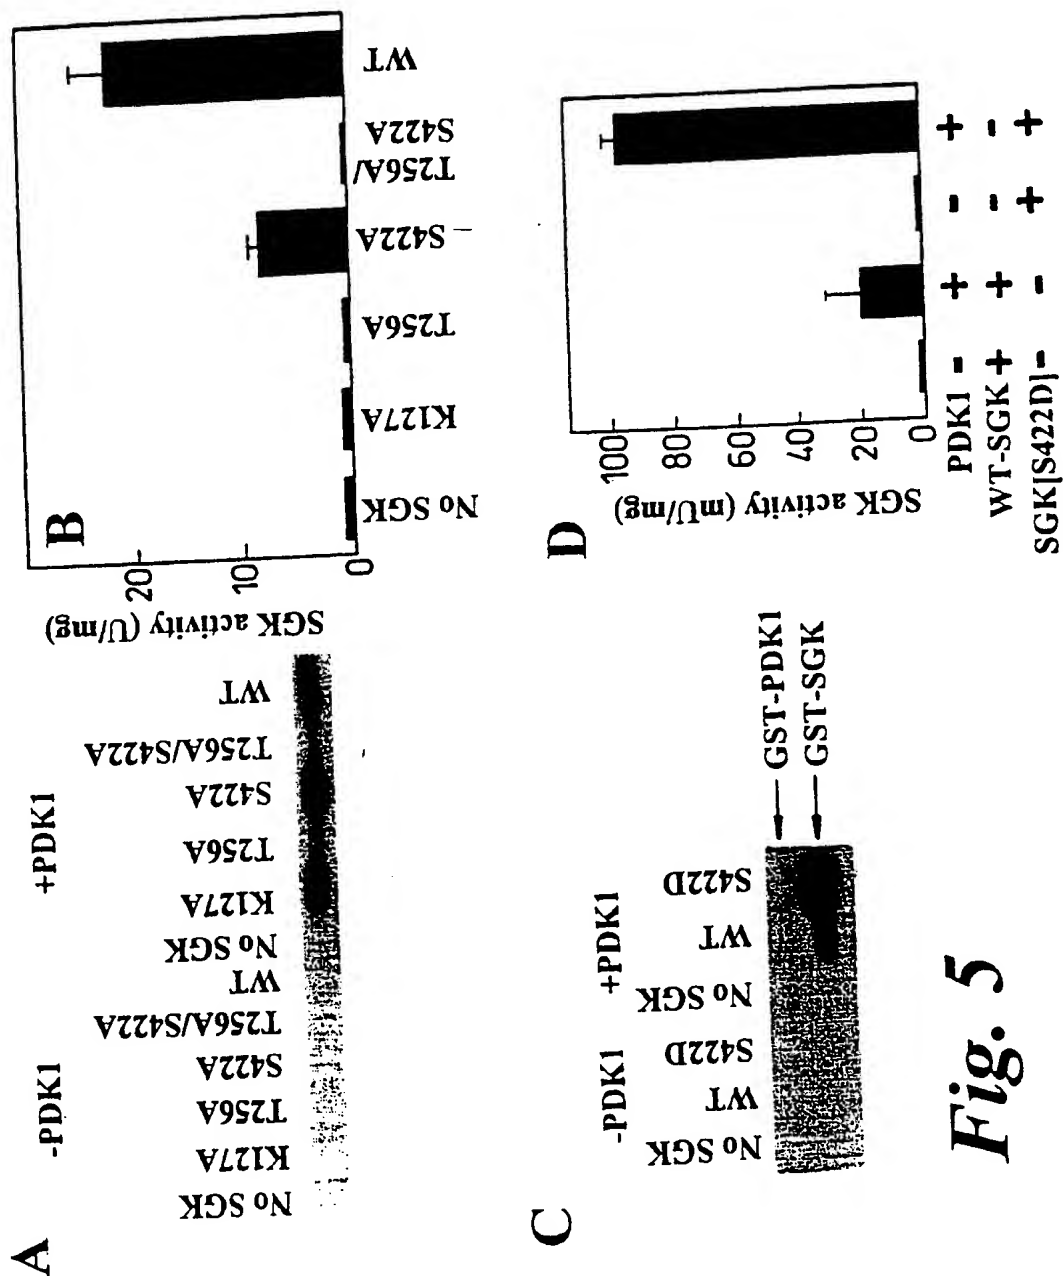 A
-PDK1
+PDK1
No SGK
K127A
T256A
S422A
T256A/S422A
WT
No SGK
K127A
T256A
S422A
T256A/S422A
WT
B
SGK activity (U/mg)
20
10
0
No SGK
K127A
T256A
S422A
T256A/
S422A
WT
C
-PDK1
+PDK1
No SGK
WT
S422D
No SGK
WT
S422D
GST-PDK1
GST-SGK
D
SGK activity (mU/mg)
100
80
60
40
20
0
PDK1 - + - +
WT-SGK + + - -
SGK[S422D] - - + +
Fig. 5